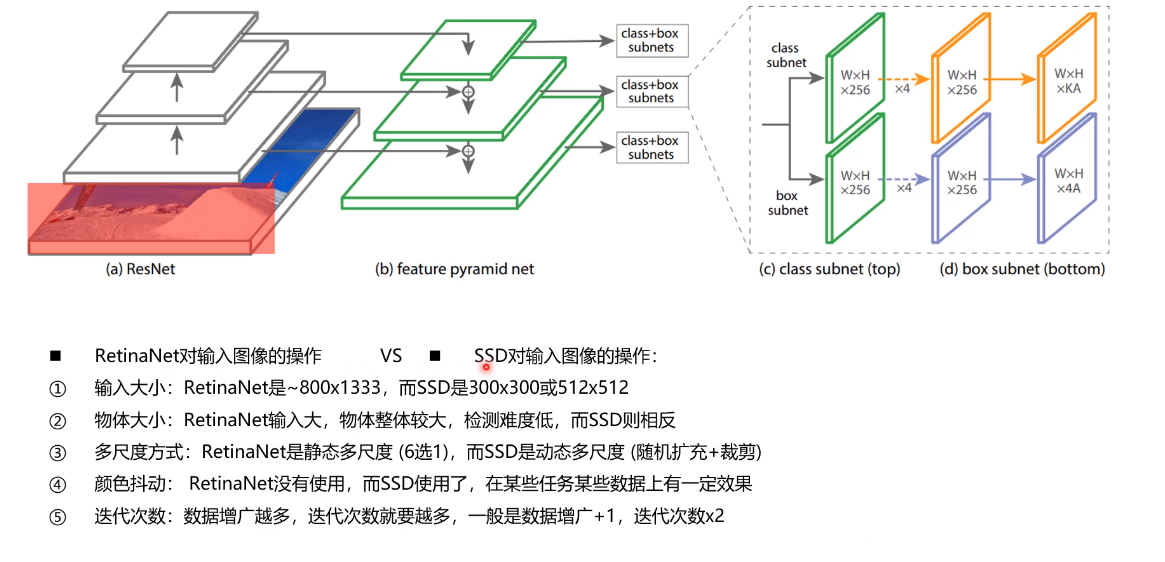 class+box
subnets
class+box
subnets
class+box
subnets
class
subnet
W×H
×256
×4
W×H
×256
W×H
×KA
box
subnet
W×H
×256
×4
W×H
×256
W×H
×4A
(a) ResNet
(b) feature pyramid net
(c) class subnet (top)
(d) box subnet (bottom)
■ RetinaNet对输入图像的操作 VS ■ SSD对输入图像的操作：
① 输入大小：RetinaNet是~800x1333，而SSD是300x300或512x512
② 物体大小：RetinaNet输入大，物体整体较大，检测难度低，而SSD则相反
③ 多尺度方式：RetinaNet是静态多尺度 (6选1)，而SSD是动态多尺度 (随机扩充+裁剪)
④ 颜色抖动： RetinaNet没有使用，而SSD使用了，在某些任务某些数据上有一定效果
⑤ 迭代次数：数据增广越多，迭代次数就要越多，一般是数据增广+1，迭代次数x2